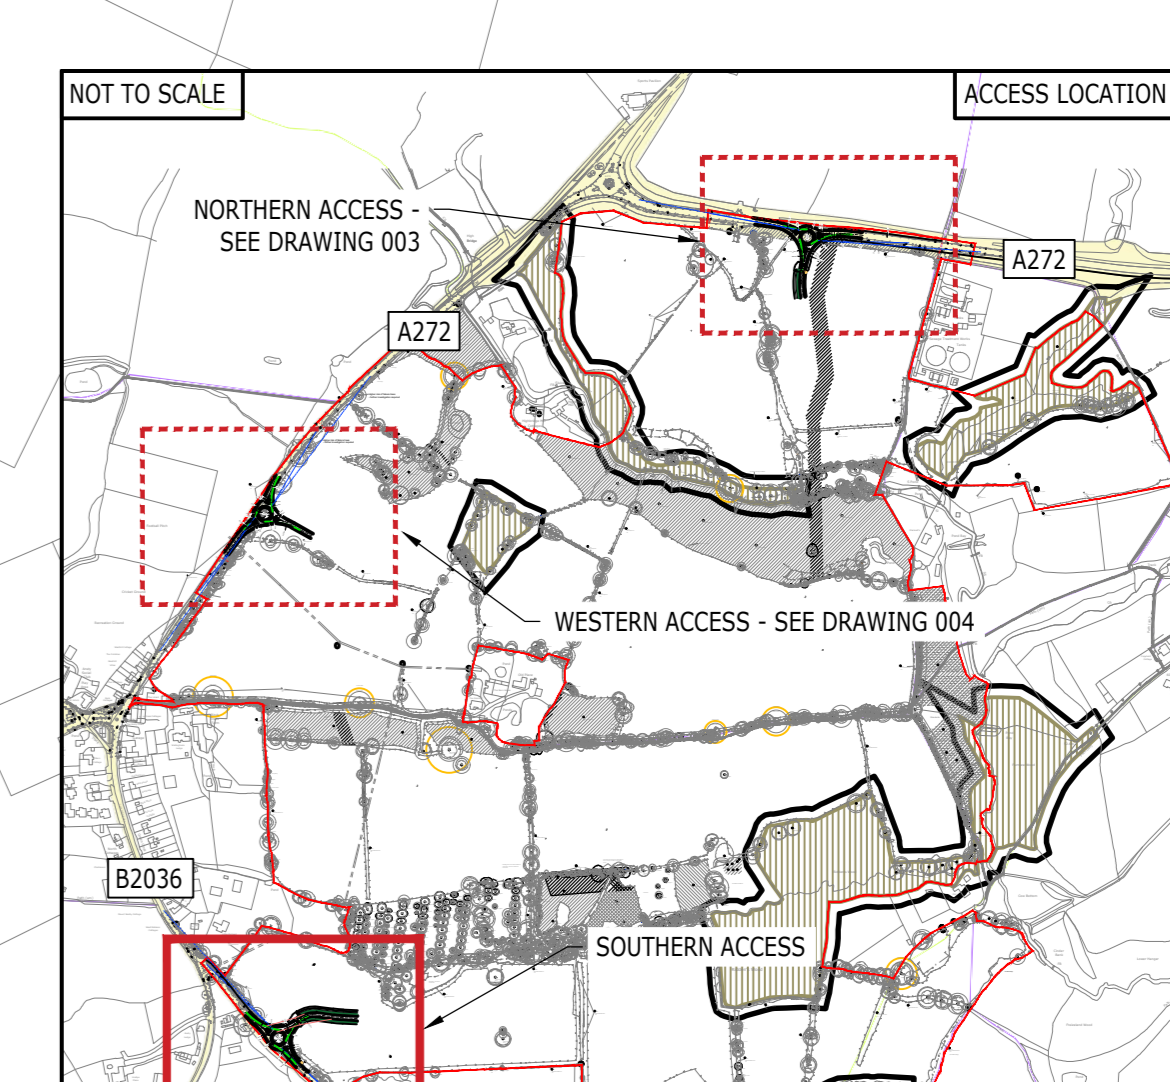 NOT TO SCALE
ACCESS LOCATION
NORTHERN ACCESS -
SEE DRAWING 003
A272
A272
WESTERN ACCESS - SEE DRAWING 004
B2036
SOUTHERN ACCESS